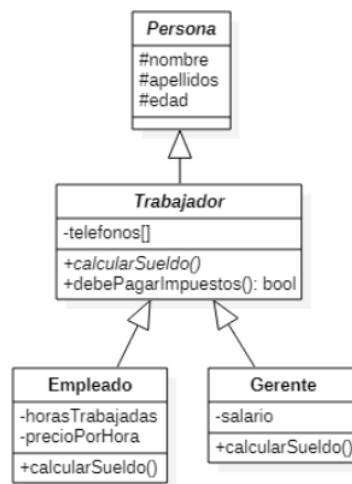 Persona
#nombre
#apellidos
#edad
Trabajador
-telefonos[]
+calcularSueldo()
+debePagarImpuestos(): bool
Empleado
-horasTrabajadas
-precioPorHora
+calcularSueldo()
Gerente
-salario
+calcularSueldo()